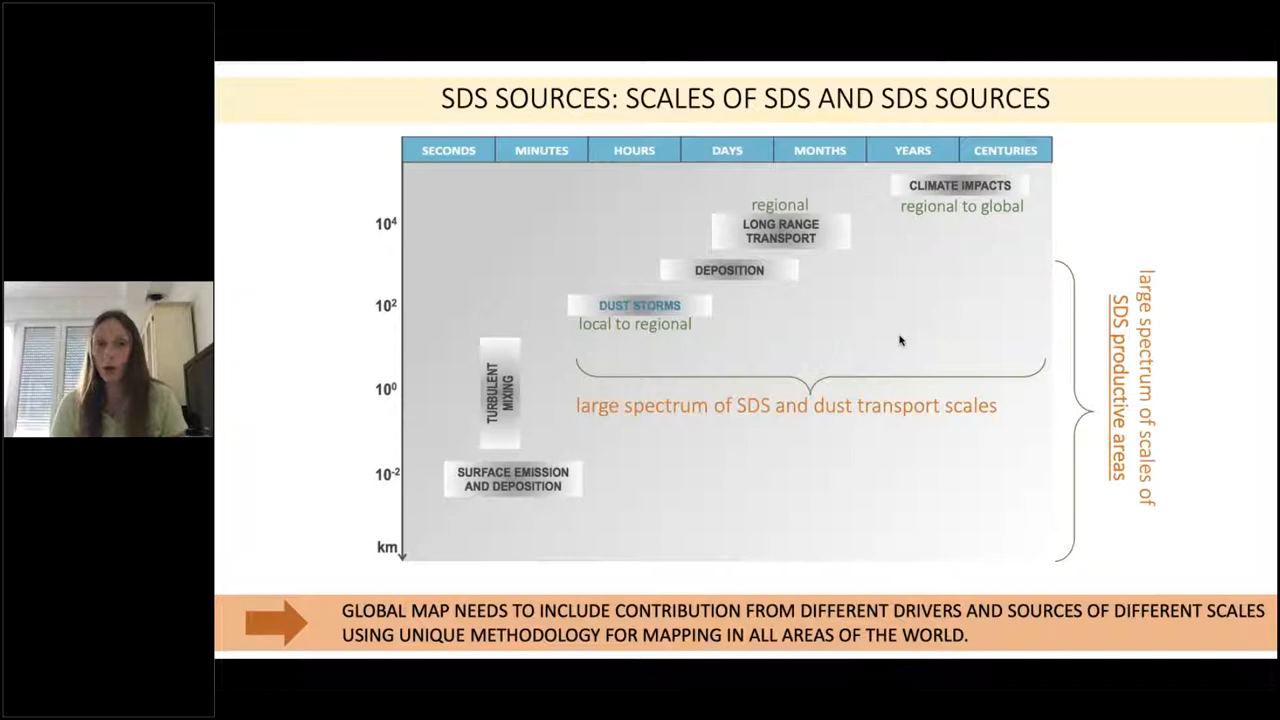 SDS SOURCES: SCALES OF SDS AND SDS SOURCES
SECONDS
MINUTES
HOURS
DAYS
MONTHS
YEARS
CENTURIES
CLIMATE IMPACTS
regional to global
regional
LONG RANGE
TRANSPORT
10⁴
DEPOSITION
10²
DUST STORMS
local to regional
TURBULENT
MIXING
10⁰
large spectrum of SDS and dust transport scales
10⁻²
SURFACE EMISSION
AND DEPOSITION
km
large spectrum of scales of
SDS productive areas
GLOBAL MAP NEEDS TO INCLUDE CONTRIBUTION FROM DIFFERENT DRIVERS AND SOURCES OF DIFFERENT SCALES
USING UNIQUE METHODOLOGY FOR MAPPING IN ALL AREAS OF THE WORLD.